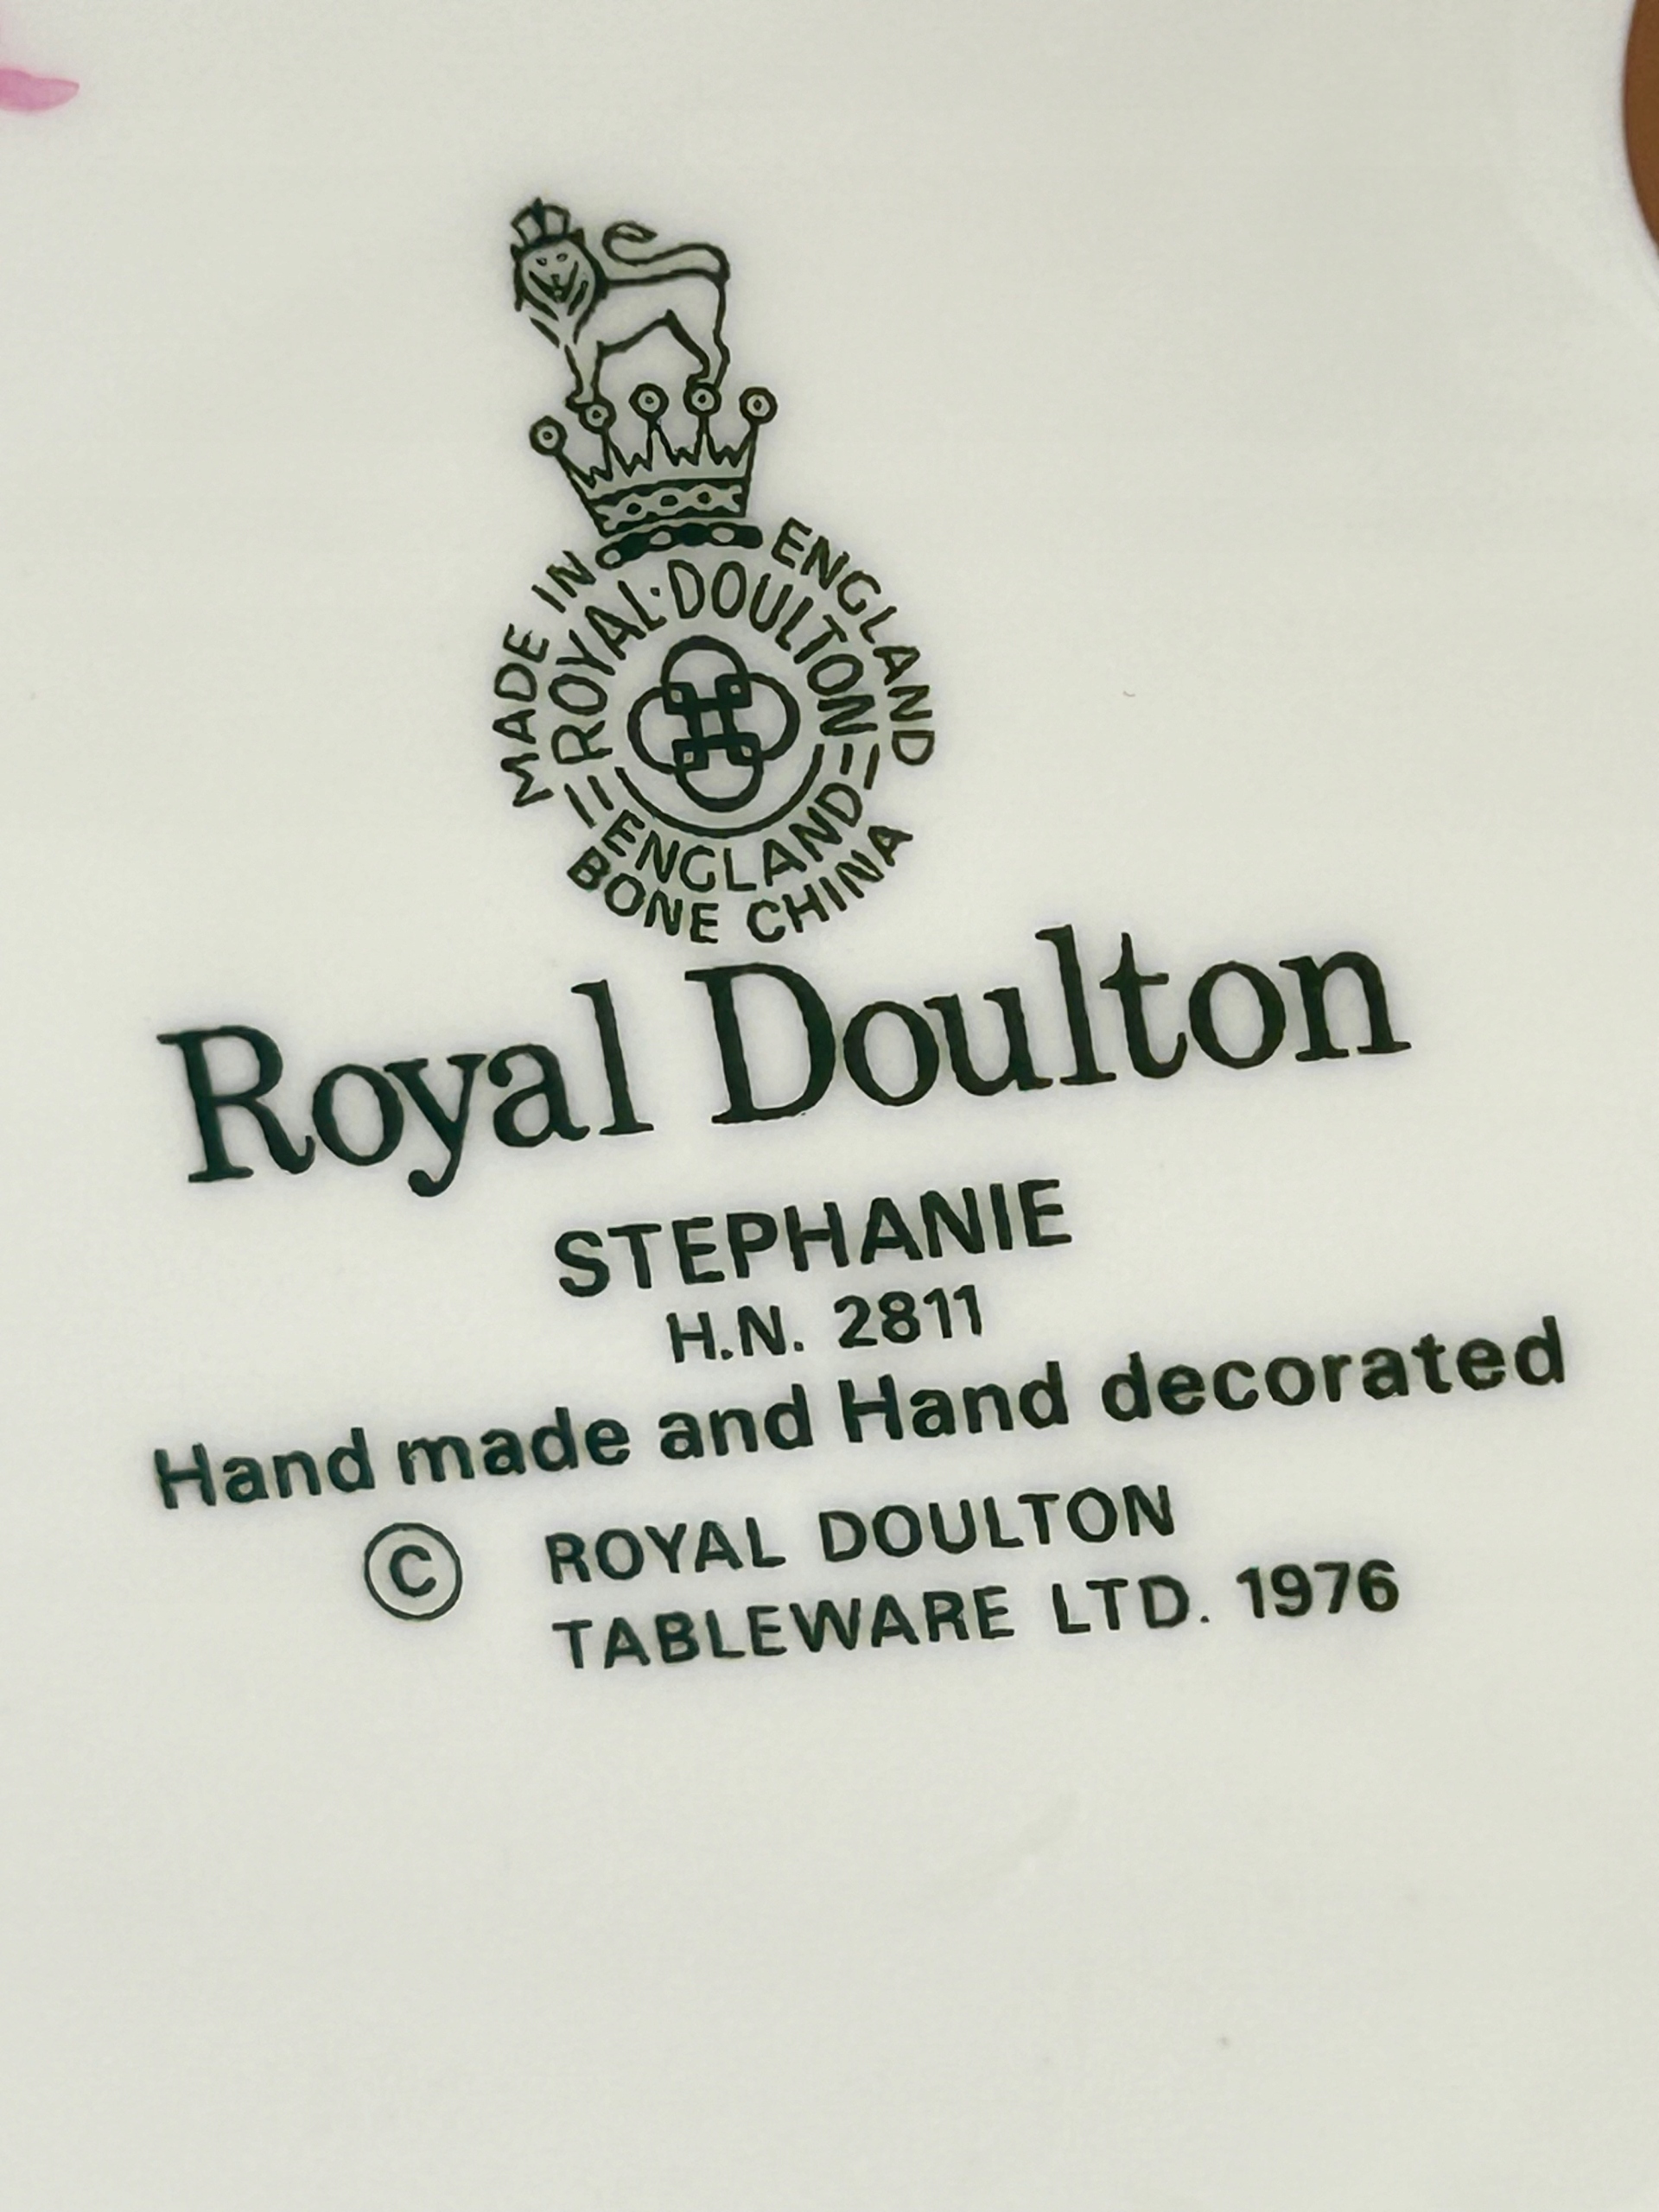 MADE IN ENGLAND
ROYAL·DOULTON
ENGLAND
BONE CHINA
Royal Doulton
STEPHANIE
H.N. 2811
Hand made and Hand decorated
© ROYAL DOULTON
TABLEWARE LTD. 1976